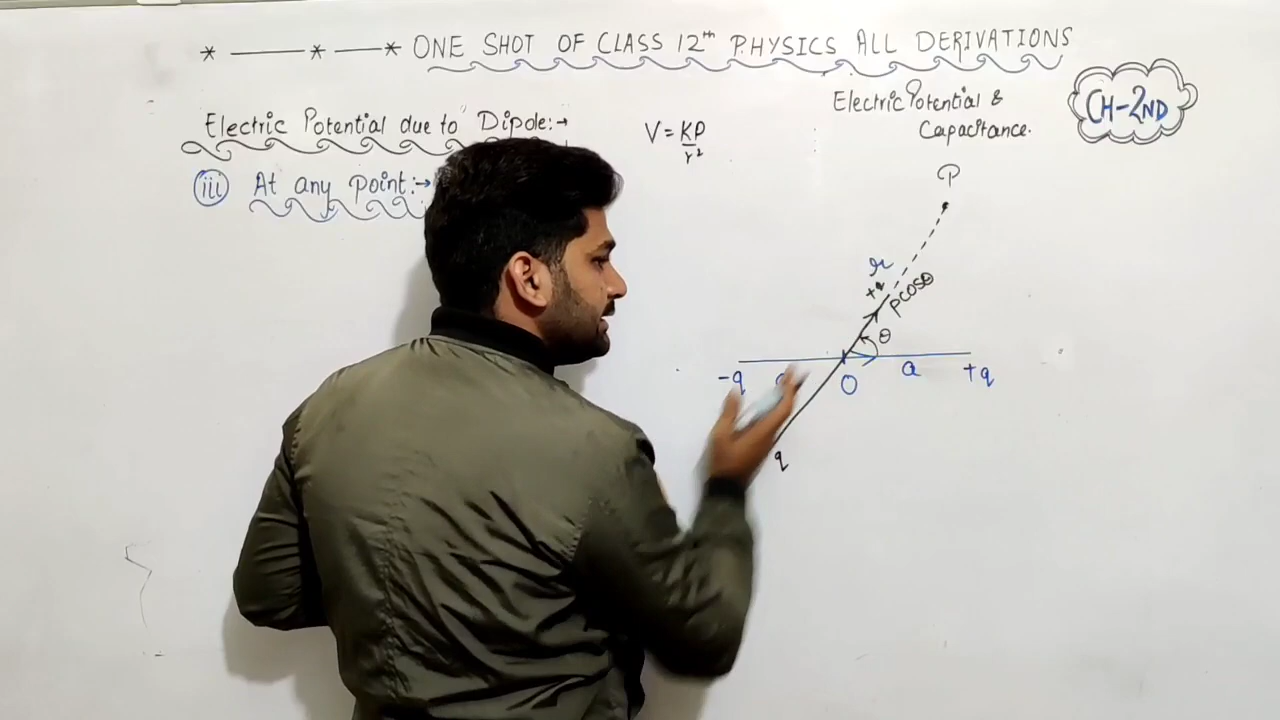 * —— * — * ONE SHOT OF CLASS 12th PHYSICS ALL DERIVATIONS
Electric Potential &
Capacitance.
CH-2ND
Electric Potential due to Dipole:→
V = KP/r²
iii At any point:→
P
r
+q
pcosθ
θ
-q
O
a
+q
q